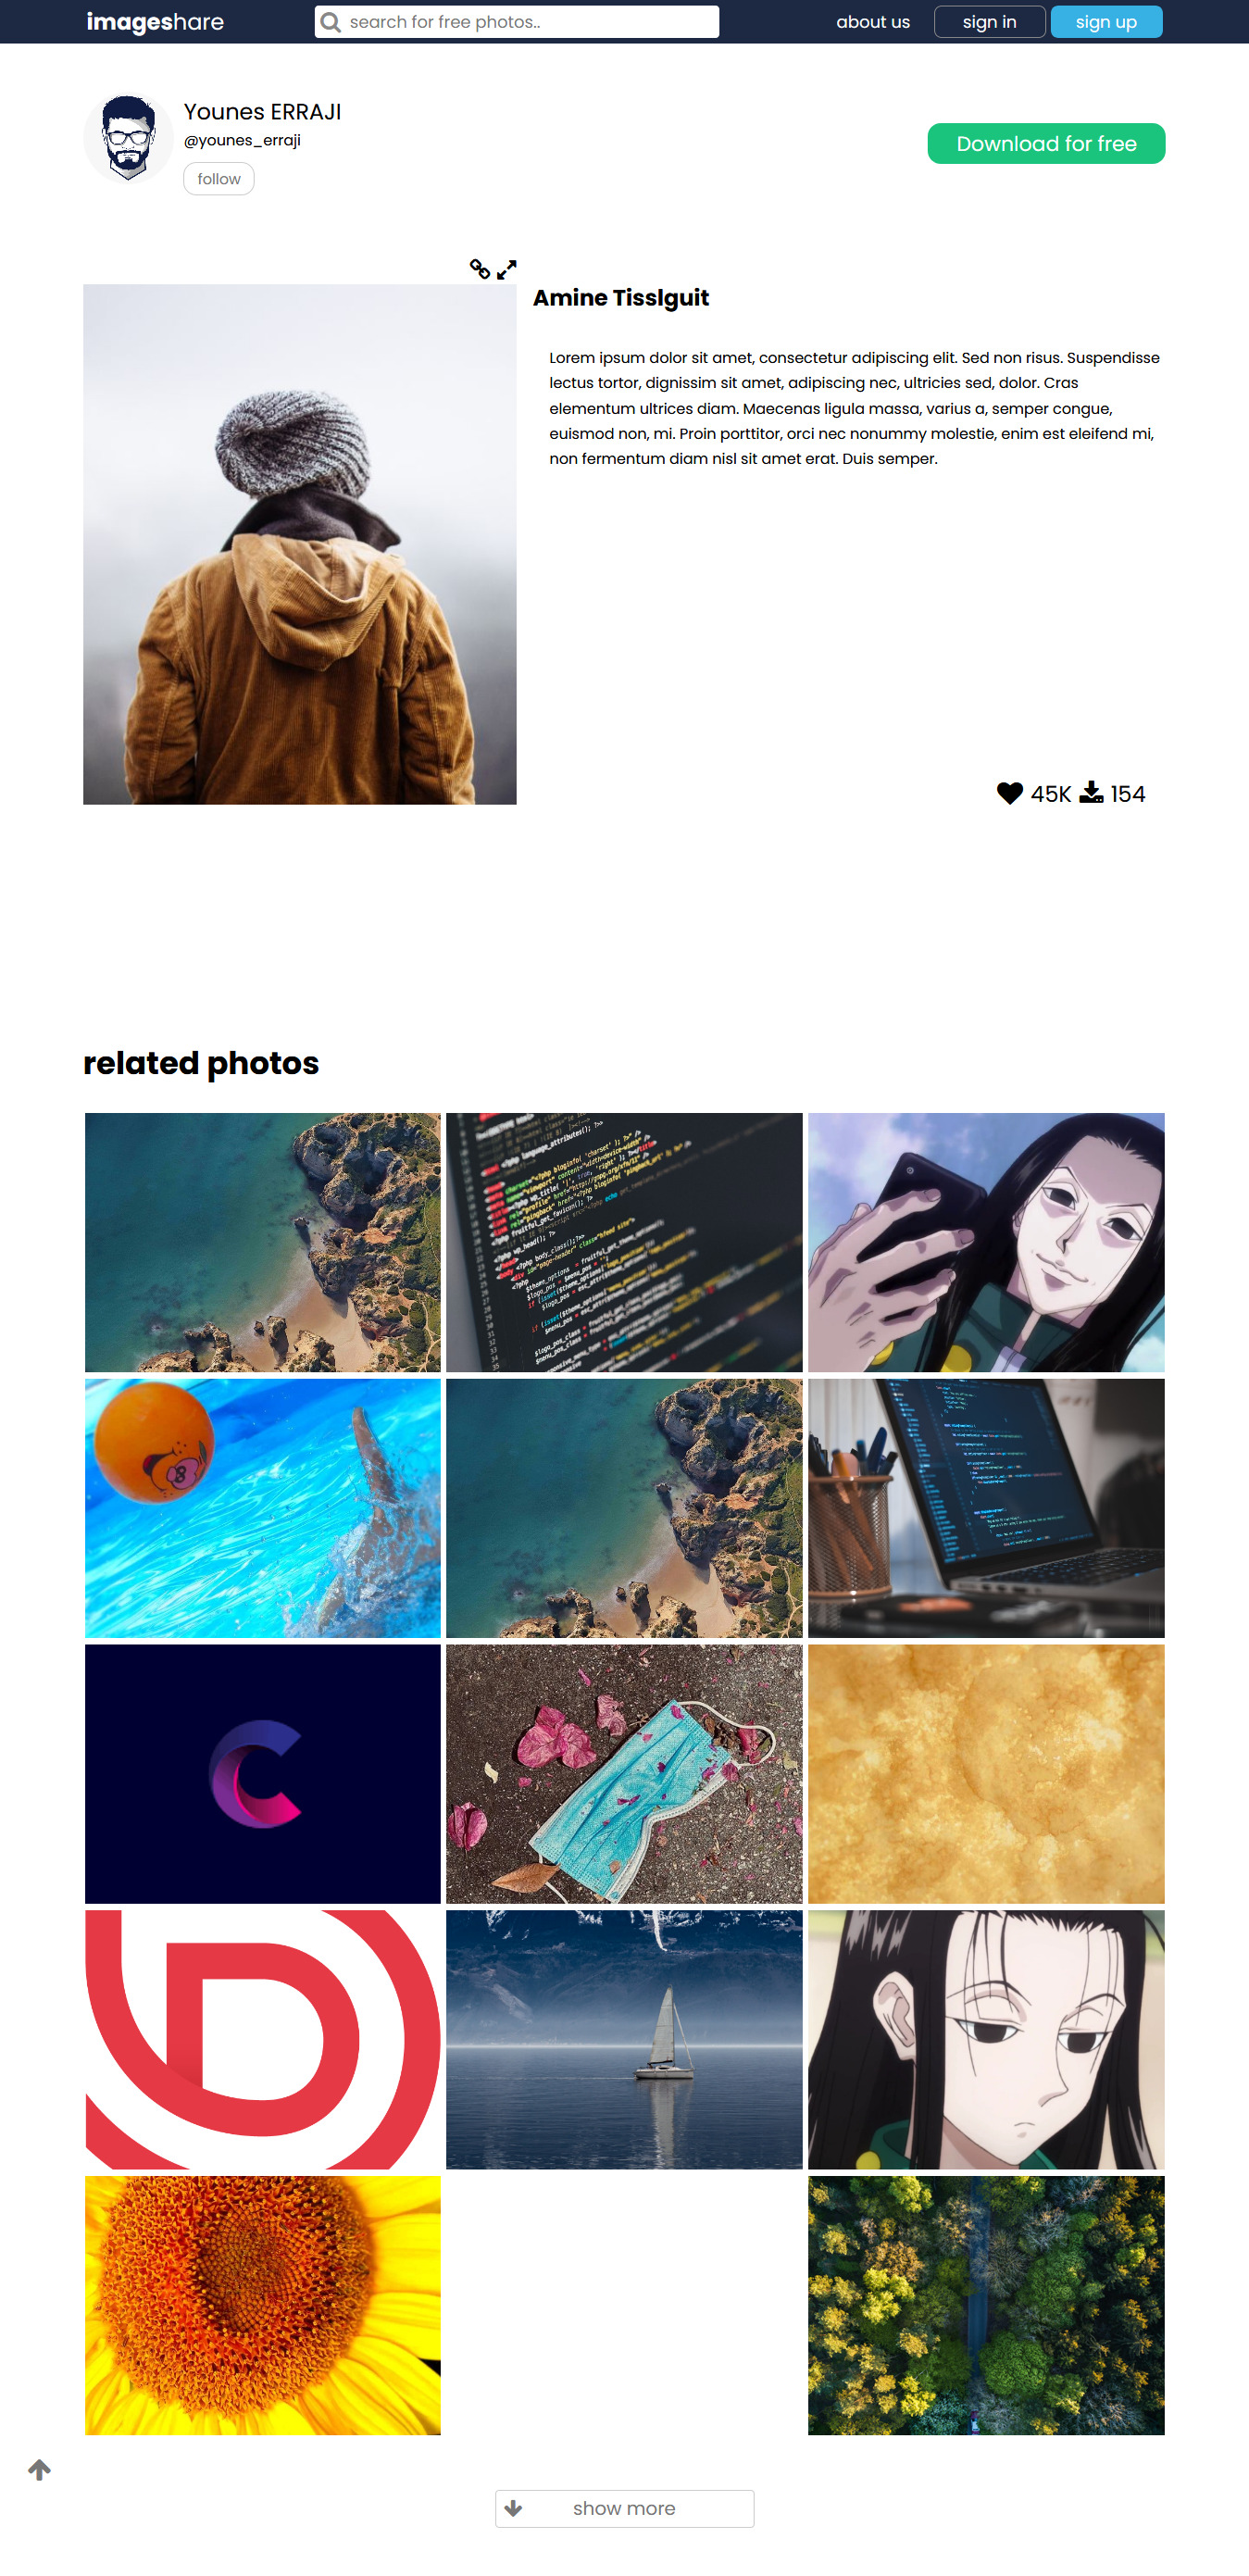 imageshare
search for free photos..
about us
sign in
sign up
Younes ERRAJI
@younes_erraji
follow
Download for free
Amine TissIguit
Lorem ipsum dolor sit amet, consectetur adipiscing elit. Sed non risus. Suspendisse
lectus tortor, dignissim sit amet, adipiscing nec, ultricies sed, dolor. Cras
elementum ultrices diam. Maecenas ligula massa, varius a, semper congue,
euismod non, mi. Proin porttitor, orci nec nonummy molestie, enim est eleifend mi,
non fermentum diam nisl sit amet erat. Duis semper.
45K
154
related photos
show more